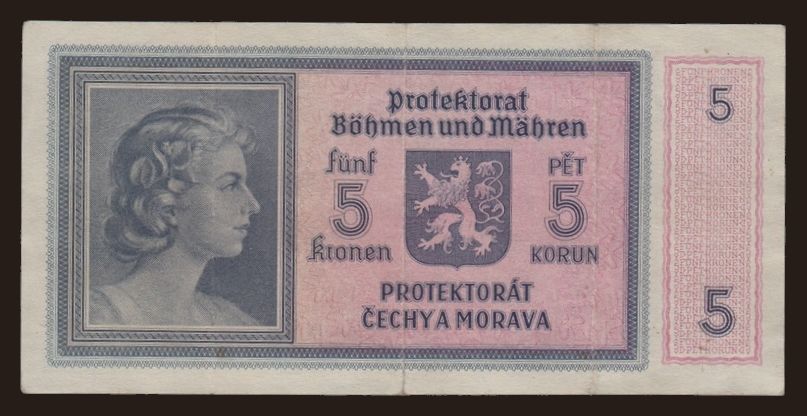 Protektorat
Böhmen und Mähren
fünf
5
Kronen
PĚT
5
KORUN
PROTEKTORÁT
ČECHY A MORAVA
5
5